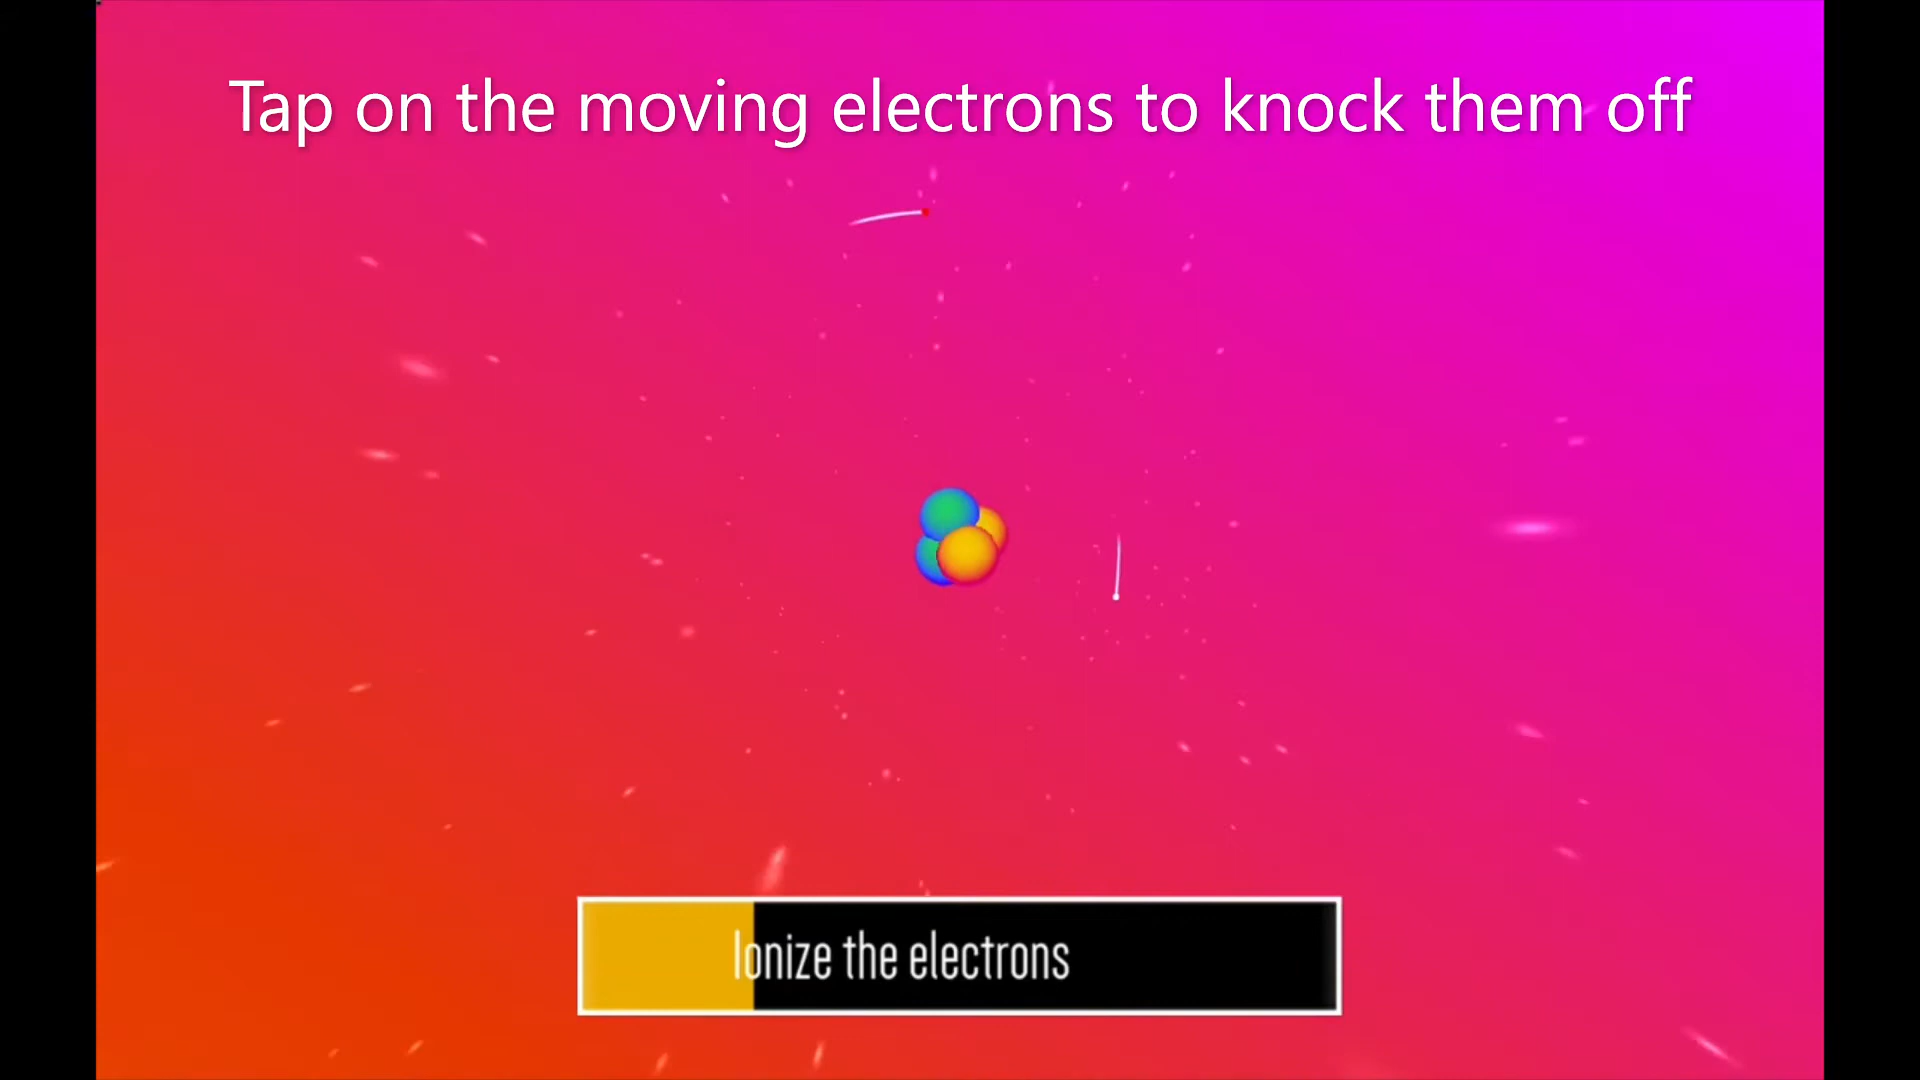 Tap on the moving electrons to knock them off
Ionize the electrons